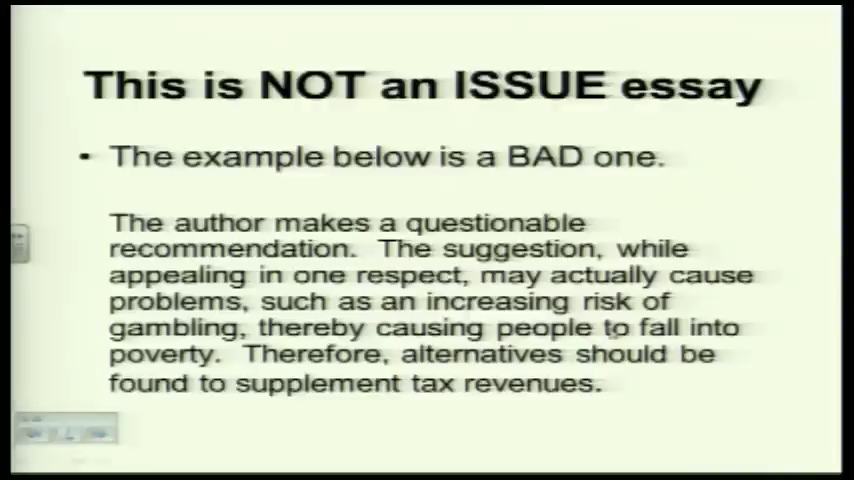 This is NOT an ISSUE essay
• The example below is a BAD one.
The author makes a questionable
recommendation. The suggestion, while
appealing in one respect, may actually cause
problems, such as an increasing risk of
gambling, thereby causing people to fall into
poverty. Therefore, alternatives should be
found to supplement tax revenues.